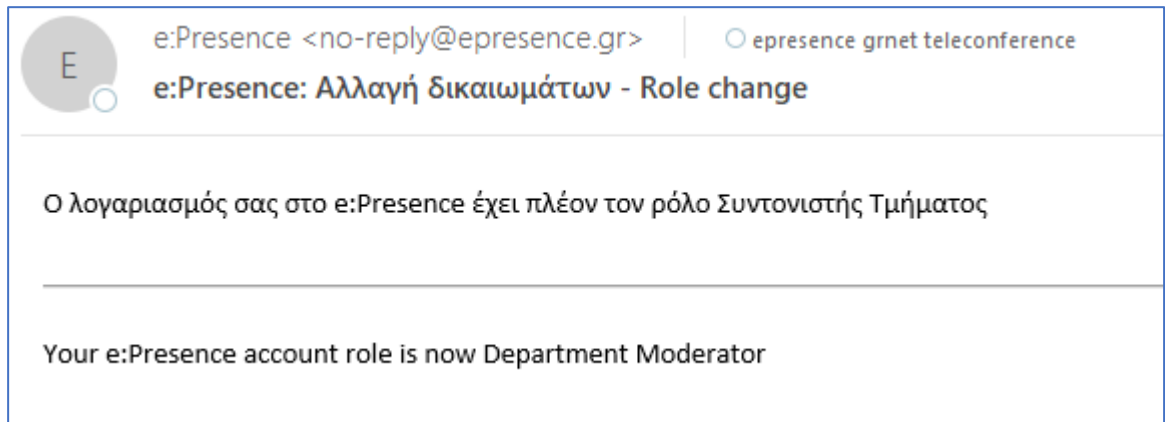 E
e:Presence <no-reply@epresence.gr> epresence grnet teleconference
e:Presence: Αλλαγή δικαιωμάτων - Role change
Ο λογαριασμός σας στο e:Presence έχει πλέον τον ρόλο Συντονιστής Τμήματος
Your e:Presence account role is now Department Moderator